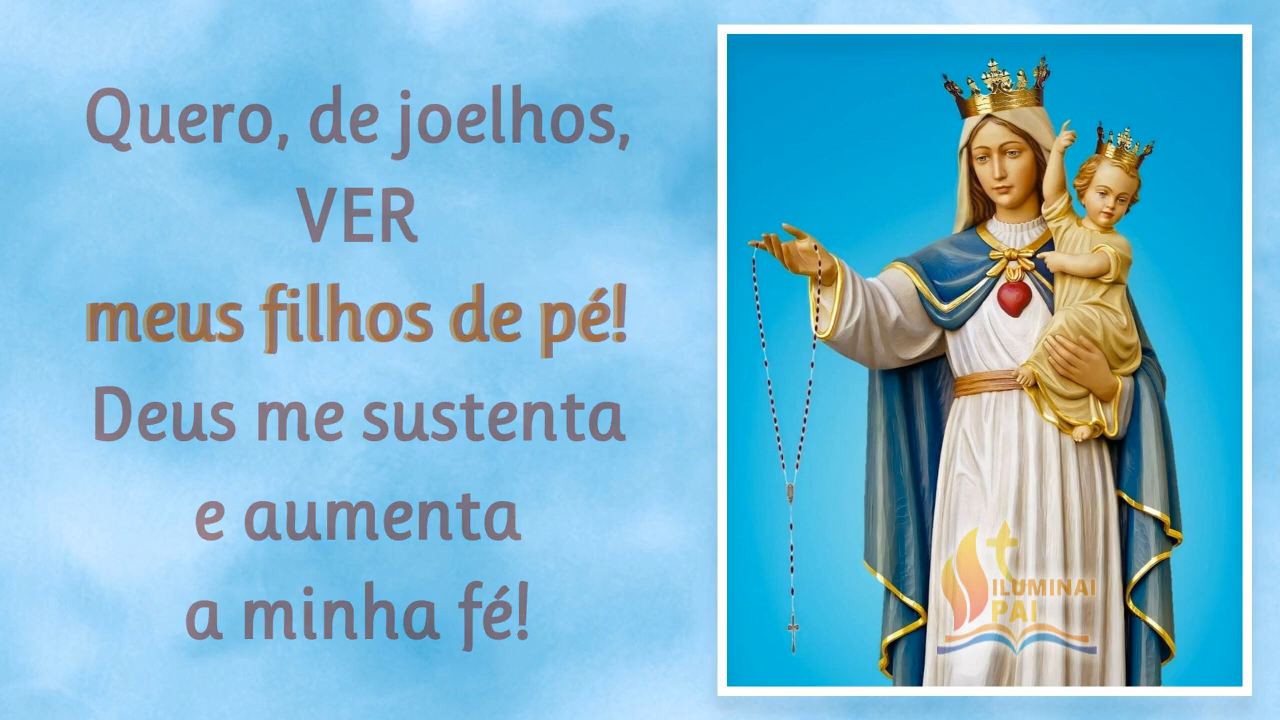 Quero, de joelhos,
VER
meus filhos de pé!
Deus me sustenta
e aumenta
a minha fé!
ILUMINAI
PAI